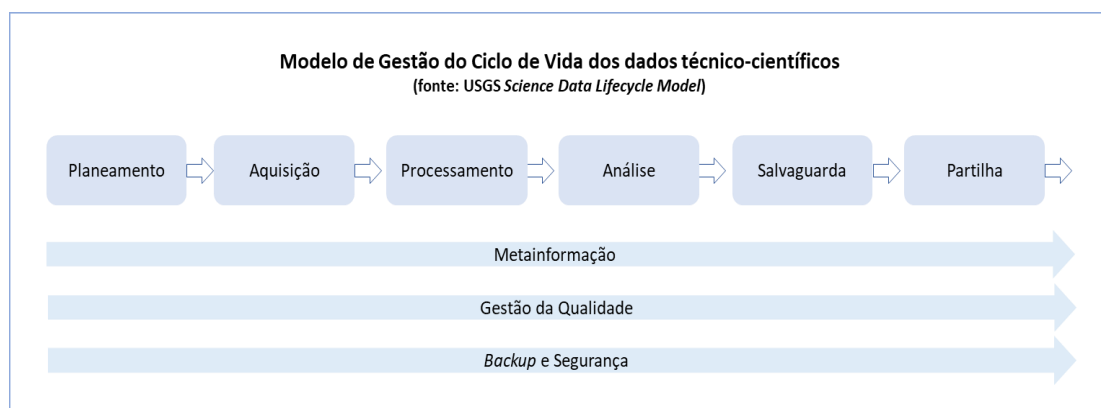 Modelo de Gestão do Ciclo de Vida dos dados técnico-científicos
(fonte: USGS Science Data Lifecycle Model)
Planeamento
Aquisição
Processamento
Análise
Salvaguarda
Partilha
Metainformação
Gestão da Qualidade
Backup e Segurança